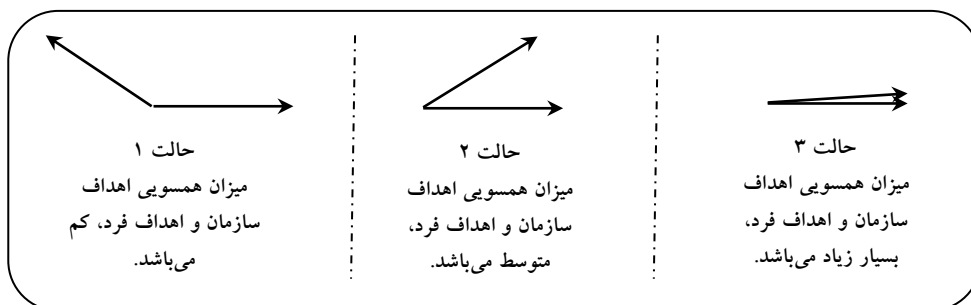 حالت ۱
میزان همسویی اهداف
سازمان و اهداف فرد، کم
می‌باشد.
حالت ۲
میزان همسویی اهداف
سازمان و اهداف فرد،
متوسط می‌باشد.
حالت ۳
میزان همسویی اهداف
سازمان و اهداف فرد،
بسیار زیاد می‌باشد.